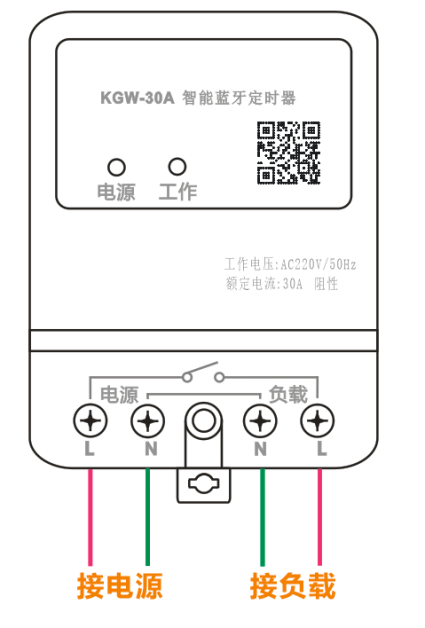 KGW-30A 智能蓝牙定时器
电源 工作
工作电压:AC220V/50Hz
额定电流:30A 阻性
电源 负载
L N N L
接电源 接负载